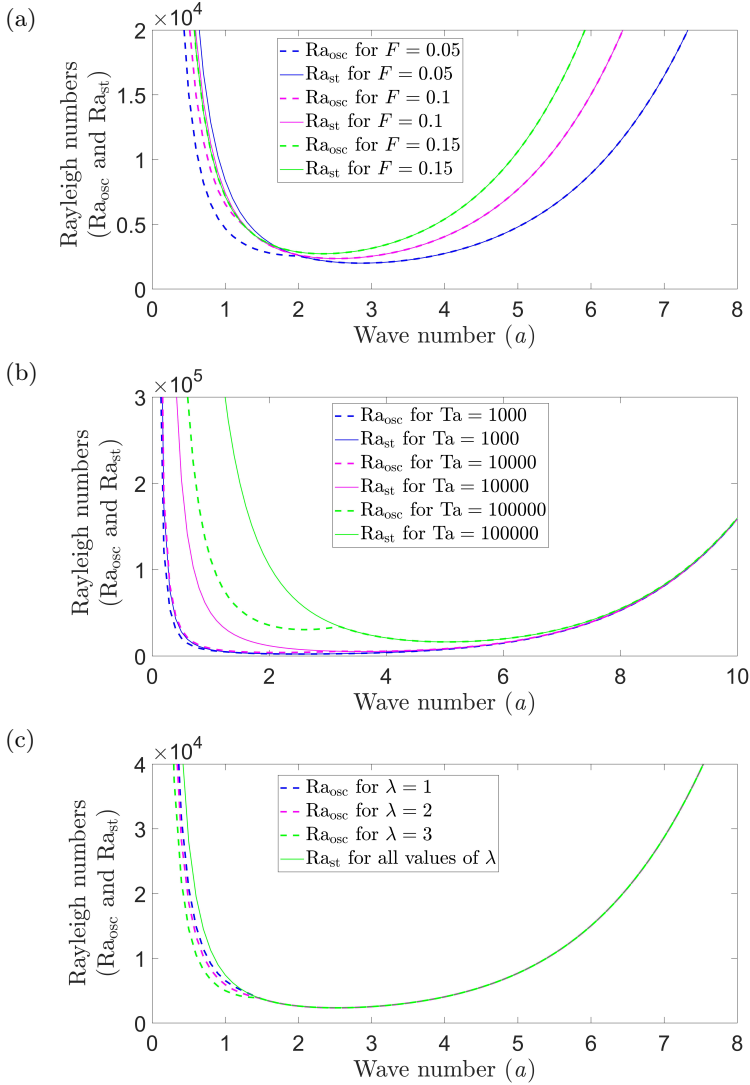 (a)
×10⁴
Rayleigh numbers
(Ra_osc and Ra_st)
2
1.5
1
0.5
0
Ra_osc for F = 0.05
Ra_st for F = 0.05
Ra_osc for F = 0.1
Ra_st for F = 0.1
Ra_osc for F = 0.15
Ra_st for F = 0.15
0 1 2 3 4 5 6 7 8
Wave number (a)
(b)
×10⁵
Rayleigh numbers
(Ra_osc and Ra_st)
3
2
1
0
Ra_osc for Ta = 1000
Ra_st for Ta = 1000
Ra_osc for Ta = 10000
Ra_st for Ta = 10000
Ra_osc for Ta = 100000
Ra_st for Ta = 100000
0 2 4 6 8 10
Wave number (a)
(c)
×10⁴
Rayleigh numbers
(Ra_osc and Ra_st)
4
3
2
1
0
Ra_osc for λ = 1
Ra_osc for λ = 2
Ra_osc for λ = 3
Ra_st for all values of λ
0 1 2 3 4 5 6 7 8
Wave number (a)